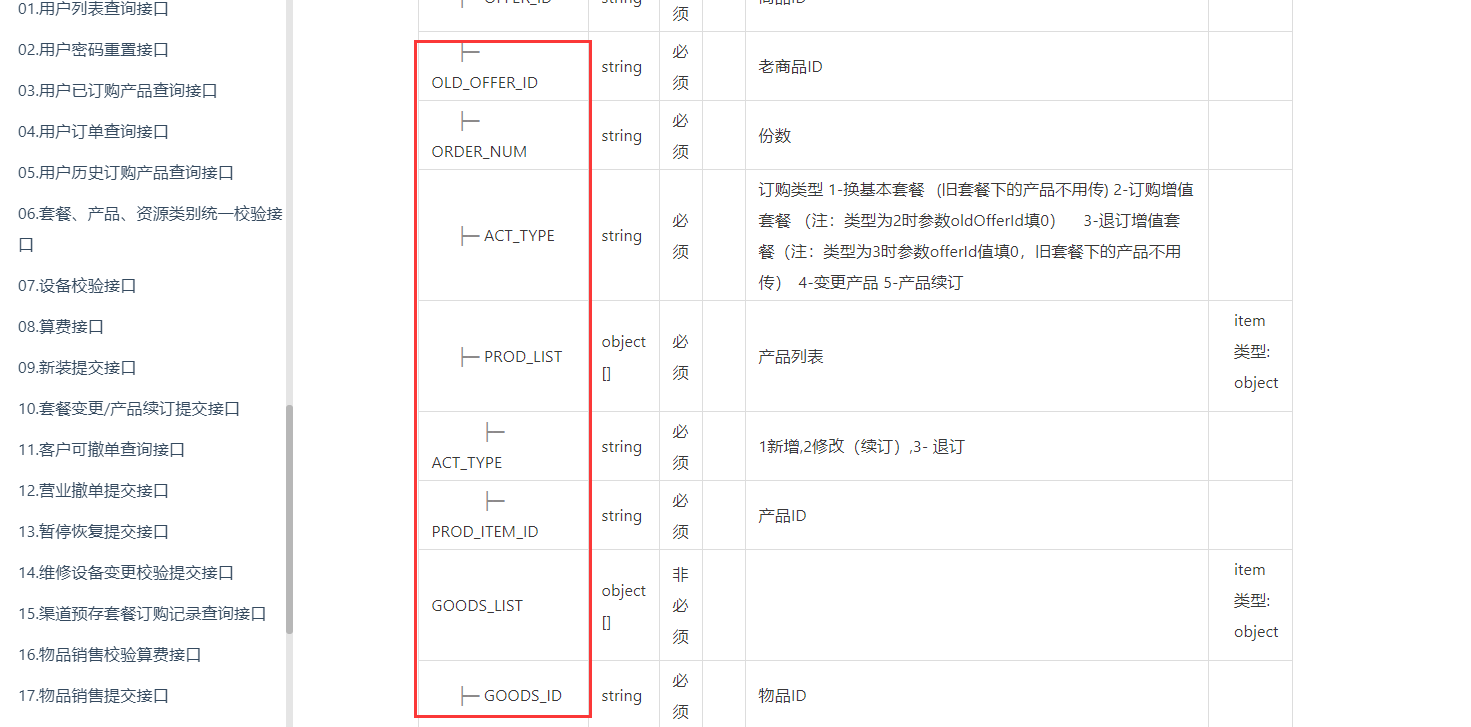 01.用户列表查询接口
02.用户密码重置接口
03.用户已订购产品查询接口
04.用户订单查询接口
05.用户历史订购产品查询接口
06.套餐、产品、资源类别统一校验接
口
07.设备校验接口
08.算费接口
09.新装提交接口
10.套餐变更/产品续订提交接口
11.客户可撤单查询接口
12.营业撤单提交接口
13.暂停恢复提交接口
14.维修设备变更校验提交接口
15.渠道预存套餐订购记录查询接口
16.物品销售校验算费接口
17.物品销售提交接口
├─ OFFER_ID
string
须
商品ID
├─
OLD_OFFER_ID
string
必
须
老商品ID
├─
ORDER_NUM
string
必
须
份数
├─ ACT_TYPE
string
必
须
订购类型 1-换基本套餐 (旧套餐下的产品不用传) 2-订购增值
套餐 （注：类型为2时参数oldOfferId填0） 3-退订增值套
餐（注：类型为3时参数offerId值填0，旧套餐下的产品不用
传） 4-变更产品 5-产品续订
├─ PROD_LIST
object
[]
必
须
产品列表
item
类型:
object
├─
ACT_TYPE
string
必
须
1新增,2修改（续订）,3- 退订
├─
PROD_ITEM_ID
string
必
须
产品ID
GOODS_LIST
object
[]
非
必
须
item
类型:
object
├─ GOODS_ID
string
必
须
物品ID